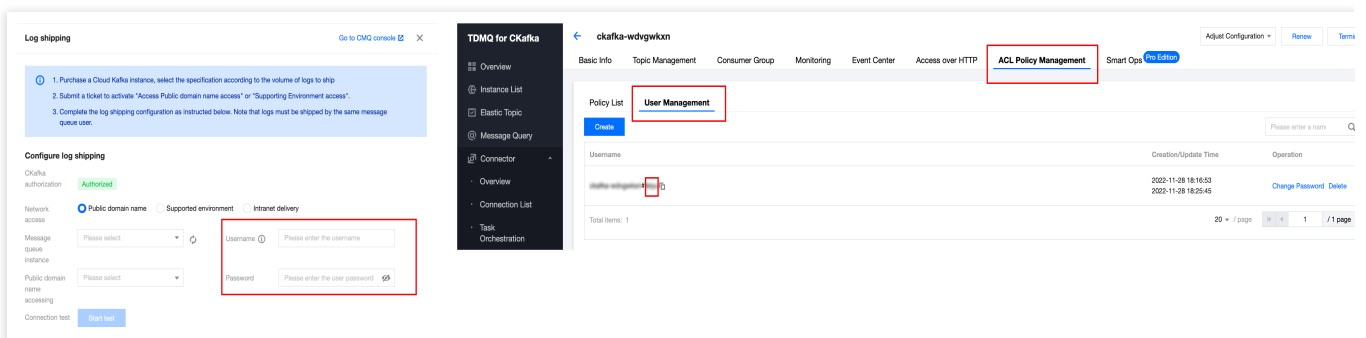 Log shipping
Go to CMQ console
1. Purchase a Cloud Kafka instance, select the specification according to the volume of logs to ship
2. Submit a ticket to activate "Access Public domain name access" or "Supporting Environment access".
3. Complete the log shipping configuration as instructed below. Note that logs must be shipped by the same message
queue user.
Configure log shipping
CKafka
authorization
Authorized
Network
access
Public domain name
Supported environment
Intranet delivery
Message
queue
instance
Please select
Username
Please enter the username
Public domain
name
accessing
Please select
Password
Please enter the user password
Connection test
Start test
TDMQ for CKafka
Overview
Instance List
Elastic Topic
Message Query
Connector
Overview
Connection List
Task
Orchestration
ckafka-wdvgwkxn
Adjust Configuration
Renew
Termi
Basic Info
Topic Management
Consumer Group
Monitoring
Event Center
Access over HTTP
ACL Policy Management
Smart Ops
Pro Edition
Policy List
User Management
Create
Please enter a nam
Username
Creation/Update Time
Operation
#
2022-11-28 18:16:53
2022-11-28 18:25:45
Change Password Delete
Total items: 1
20 / page
1
/ 1 page